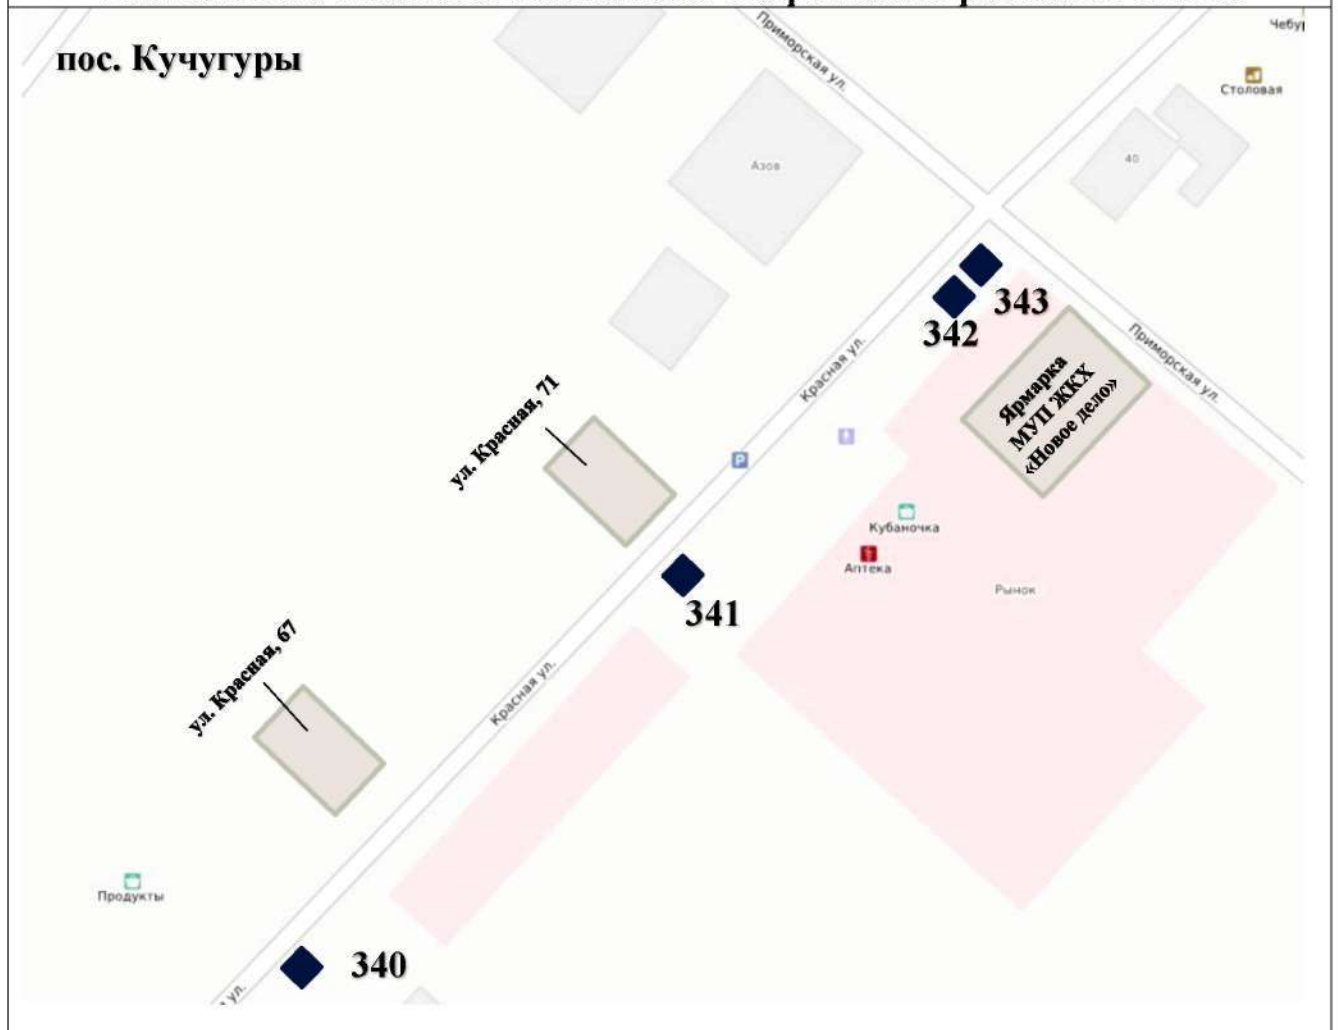 пос. Кучугуры
Приморская ул.
Столовая
40
Азов
343
342
Приморская ул.
Красная ул.
Ярмарка
МУП ЖКХ
«Новое дело»
ул. Красная, 71
P
Кубаночка
Аптека
Рынок
341
ул. Красная, 67
Красная ул.
Продукты
340
ул.